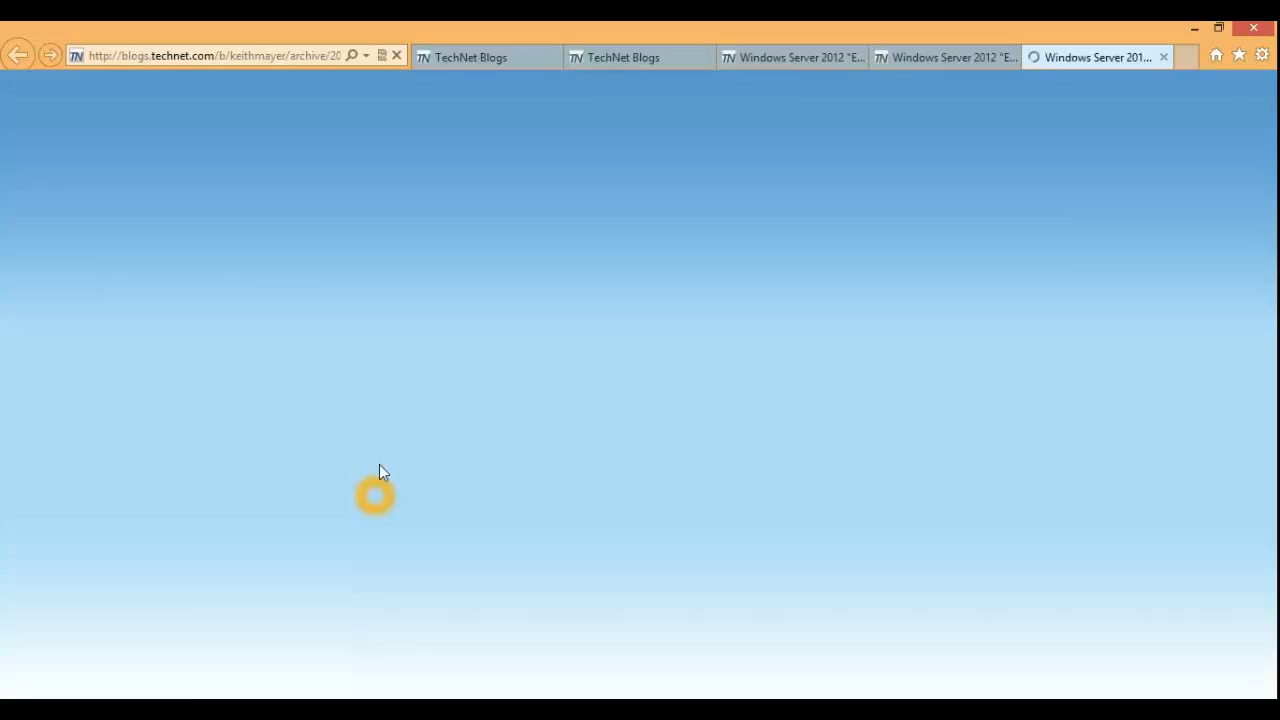 TN http://blogs.technet.com/b/keithmayer/archive/20
TN TechNet Blogs
TN TechNet Blogs
TN Windows Server 2012 "E...
TN Windows Server 2012 "E...
Windows Server 201...